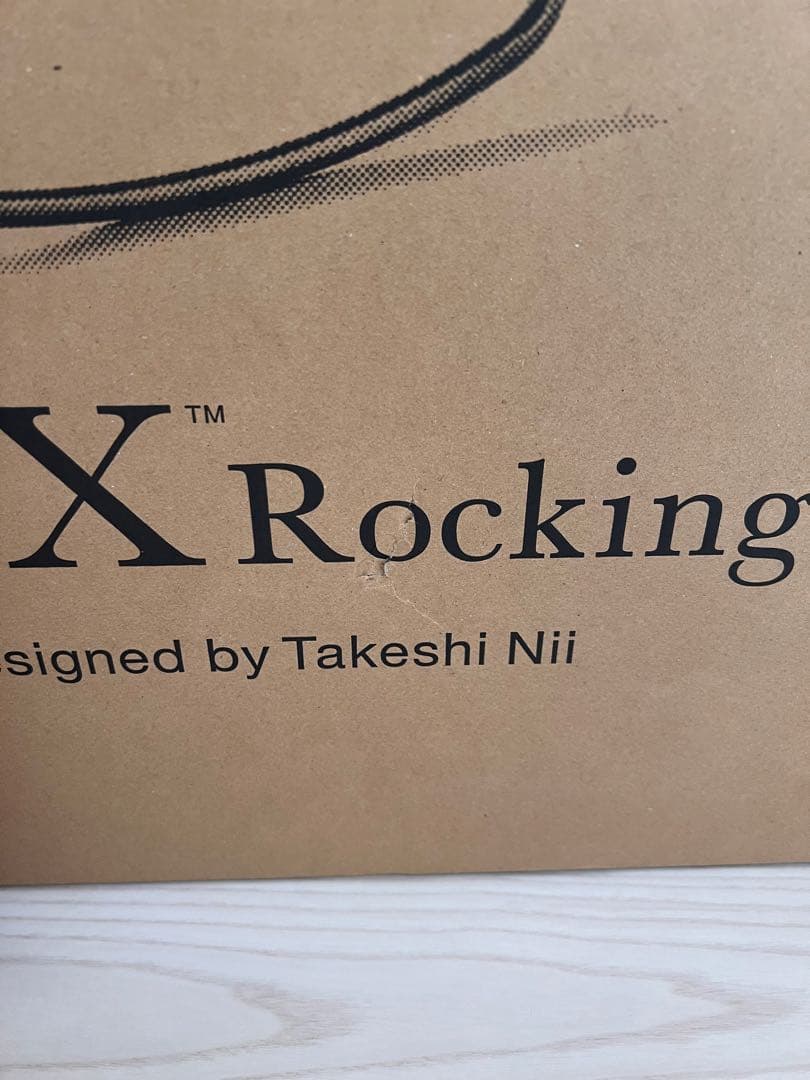 X™ Rocking
signed by Takeshi Nii